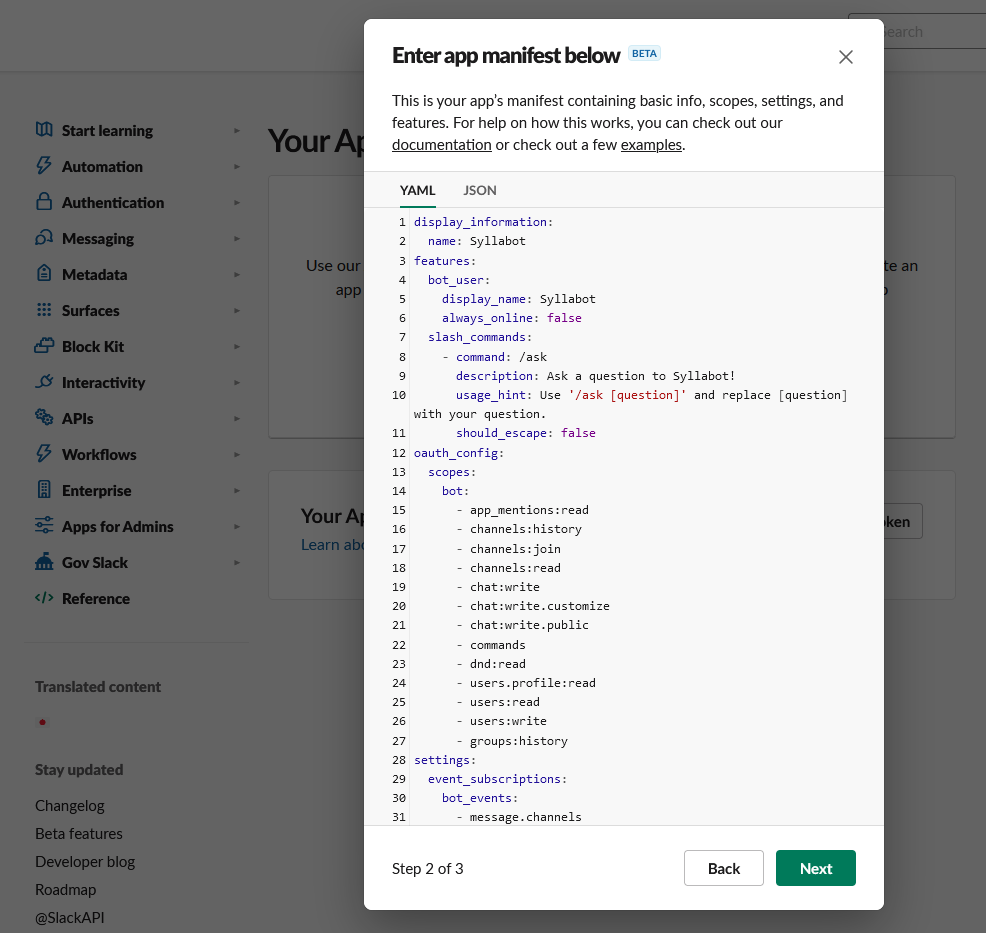 Search
Start learning
Automation
Authentication
Messaging
Metadata
Surfaces
Block Kit
Interactivity
APIs
Workflows
Enterprise
Apps for Admins
Gov Slack
Reference
Translated content
Stay updated
Changelog
Beta features
Developer blog
Roadmap
@SlackAPI
Your Ap
Use our
app
te an
Your Ap
Learn abo
ken
Enter app manifest below BETA
This is your app's manifest containing basic info, scopes, settings, and
features. For help on how this works, you can check out our
documentation or check out a few examples.
YAML JSON
1 display_information:
2 name: Syllabot
3 features:
4 bot_user:
5 display_name: Syllabot
6 always_online: false
7 slash_commands:
8 - command: /ask
9 description: Ask a question to Syllabot!
10 usage_hint: Use '/ask [question]' and replace [question]
with your question.
11 should_escape: false
12 oauth_config:
13 scopes:
14 bot:
15 - app_mentions:read
16 - channels:history
17 - channels:join
18 - channels:read
19 - chat:write
20 - chat:write.customize
21 - chat:write.public
22 - commands
23 - dnd:read
24 - users.profile:read
25 - users:read
26 - users:write
27 - groups:history
28 settings:
29 event_subscriptions:
30 bot_events:
31 - message.channels
Step 2 of 3
Back
Next